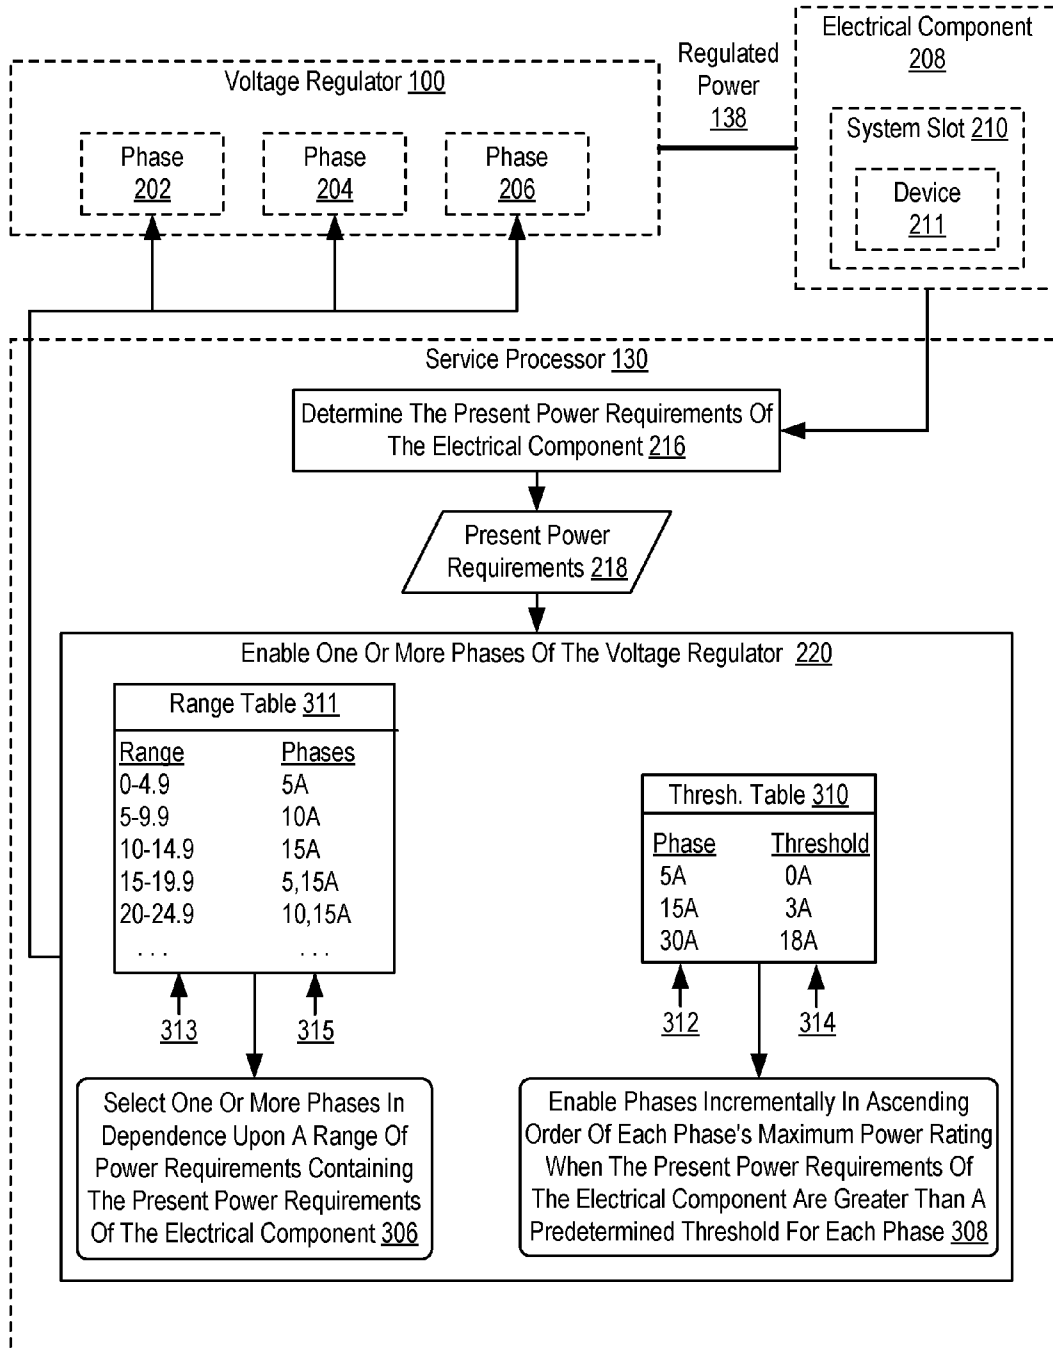 Electrical Component
208
Regulated
Power
138
Voltage Regulator 100
System Slot 210
Phase
202
Phase
204
Phase
206
Device
211
Service Processor 130
Determine The Present Power Requirements Of
The Electrical Component 216
Present Power
Requirements 218
Enable One Or More Phases Of The Voltage Regulator 220
Range Table 311
Range Phases
0-4.9 5A
5-9.9 10A
10-14.9 15A
15-19.9 5,15A
20-24.9 10,15A
. . . . . .
313 315
Thresh. Table 310
Phase Threshold
5A 0A
15A 3A
30A 18A
312 314
Select One Or More Phases In
Dependence Upon A Range Of
Power Requirements Containing
The Present Power Requirements
Of The Electrical Component 306
Enable Phases Incrementally In Ascending
Order Of Each Phase's Maximum Power Rating
When The Present Power Requirements Of
The Electrical Component Are Greater Than A
Predetermined Threshold For Each Phase 308